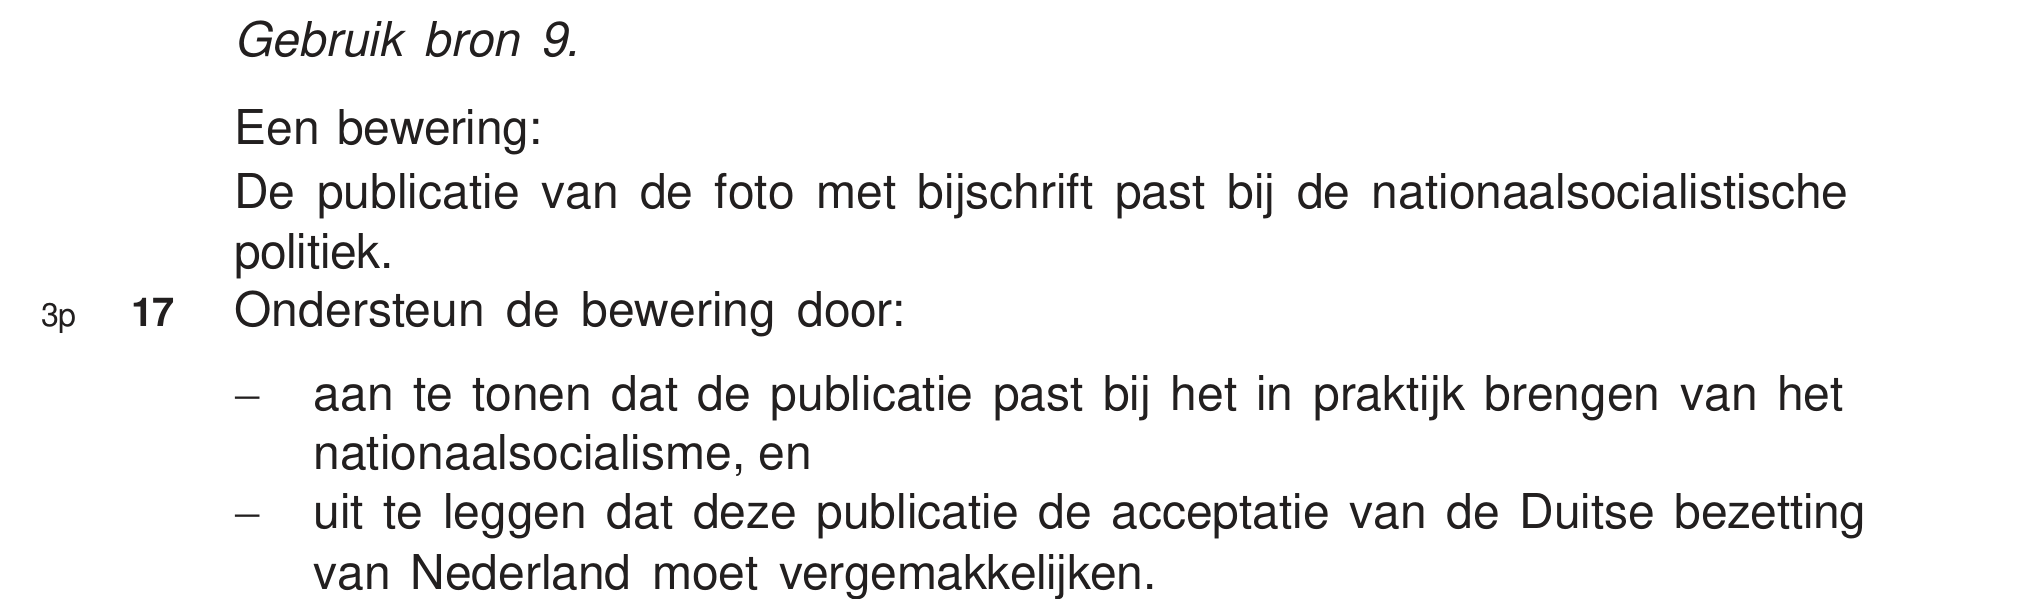 Gebruik bron 9.
Een bewering:
De publicatie van de foto met bijschrift past bij de nationaalsocialistische
politiek.
3p 17 Ondersteun de bewering door:
– aan te tonen dat de publicatie past bij het in praktijk brengen van het
nationaalsocialisme, en
– uit te leggen dat deze publicatie de acceptatie van de Duitse bezetting
van Nederland moet vergemakkelijken.